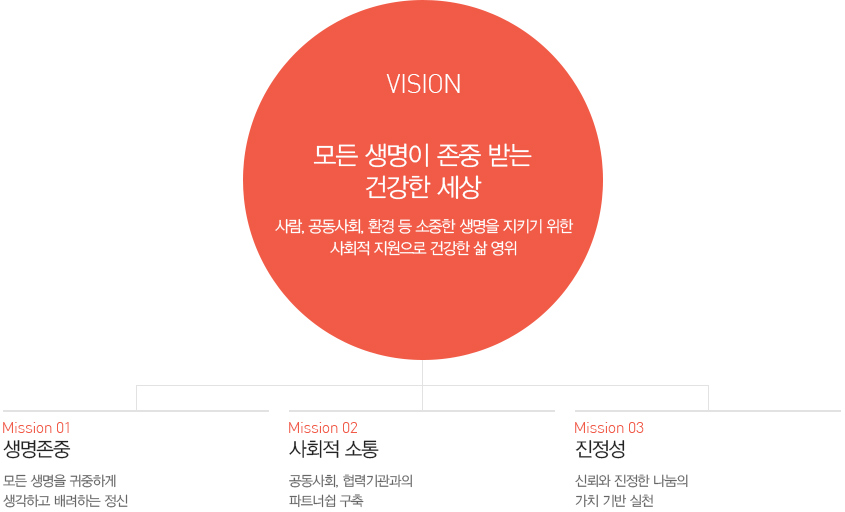 VISION
모든 생명이 존중 받는
건강한 세상
사람, 공동사회, 환경 등 소중한 생명을 지키기 위한
사회적 지원으로 건강한 삶 영위
Mission 01
생명존중
모든 생명을 귀중하게
생각하고 배려하는 정신
Mission 02
사회적 소통
공동사회, 협력기관과의
파트너쉽 구축
Mission 03
진정성
신뢰와 진정한 나눔의
가치 기반 실천